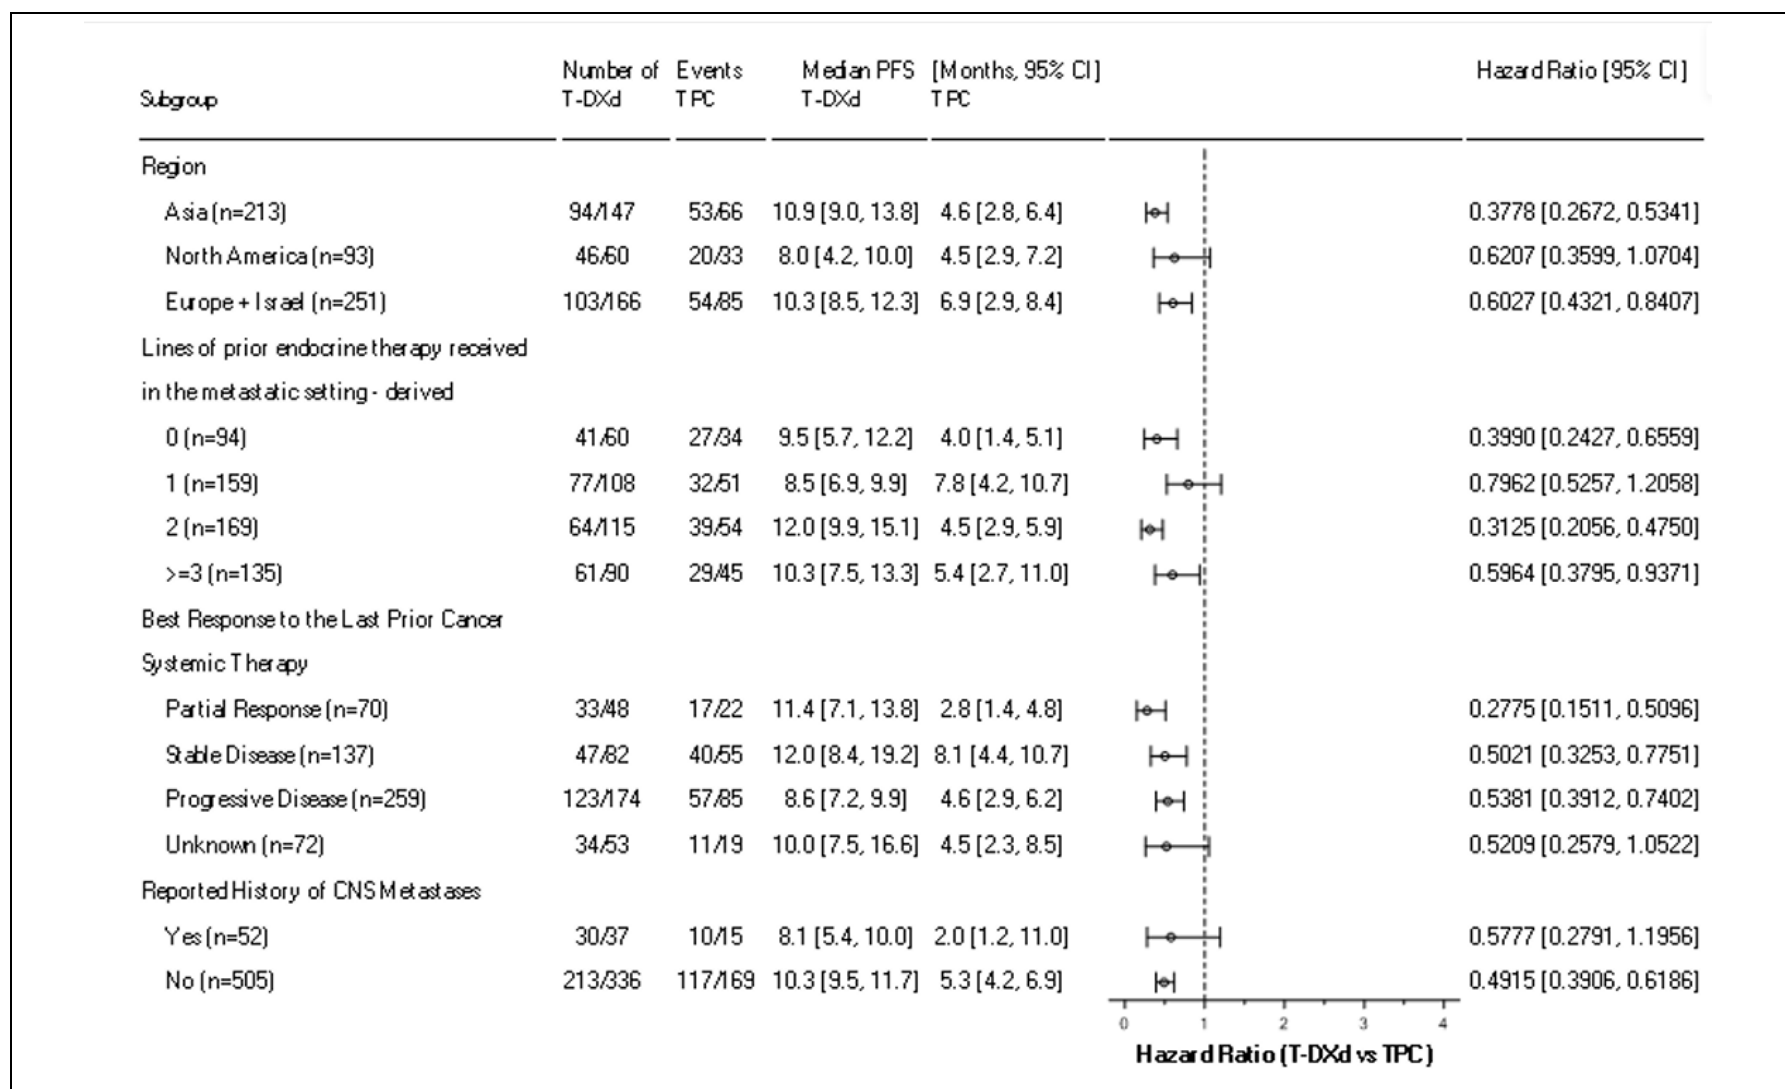 Number of Events Median PFS [Months, 95% CI] Hazard Ratio [95% CI]
Subgroup T-DXd TPC T-DXd TPC
Region
Asia (n=213) 94/147 53/66 10.9 [9.0, 13.8] 4.6 [2.8, 6.4] 0.3778 [0.2672, 0.5341]
North America (n=93) 46/60 20/33 8.0 [4.2, 10.0] 4.5 [2.9, 7.2] 0.6207 [0.3599, 1.0704]
Europe + Israel (n=251) 103/166 54/85 10.3 [8.5, 12.3] 6.9 [2.9, 8.4] 0.6027 [0.4321, 0.8407]
Lines of prior endocrine therapy received
in the metastatic setting - derived
0 (n=94) 41/60 27/34 9.5 [5.7, 12.2] 4.0 [1.4, 5.1] 0.3990 [0.2427, 0.6559]
1 (n=159) 77/108 32/51 8.5 [6.9, 9.9] 7.8 [4.2, 10.7] 0.7962 [0.5257, 1.2058]
2 (n=169) 64/115 39/54 12.0 [9.9, 15.1] 4.5 [2.9, 5.9] 0.3125 [0.2056, 0.4750]
>=3 (n=135) 61/90 29/45 10.3 [7.5, 13.3] 5.4 [2.7, 11.0] 0.5964 [0.3795, 0.9371]
Best Response to the Last Prior Cancer
Systemic Therapy
Partial Response (n=70) 33/48 17/22 11.4 [7.1, 13.8] 2.8 [1.4, 4.8] 0.2775 [0.1511, 0.5096]
Stable Disease (n=137) 47/82 40/55 12.0 [8.4, 19.2] 8.1 [4.4, 10.7] 0.5021 [0.3253, 0.7751]
Progressive Disease (n=259) 123/174 57/85 8.6 [7.2, 9.9] 4.6 [2.9, 6.2] 0.5381 [0.3912, 0.7402]
Unknown (n=72) 34/53 11/19 10.0 [7.5, 16.6] 4.5 [2.3, 8.5] 0.5209 [0.2579, 1.0522]
Reported History of CNS Metastases
Yes (n=52) 30/37 10/15 8.1 [5.4, 10.0] 2.0 [1.2, 11.0] 0.5777 [0.2791, 1.1956]
No (n=505) 213/336 117/169 10.3 [9.5, 11.7] 5.3 [4.2, 6.9] 0.4915 [0.3906, 0.6186]
0 1 2 3 4
Hazard Ratio (T-DXd vs TPC)